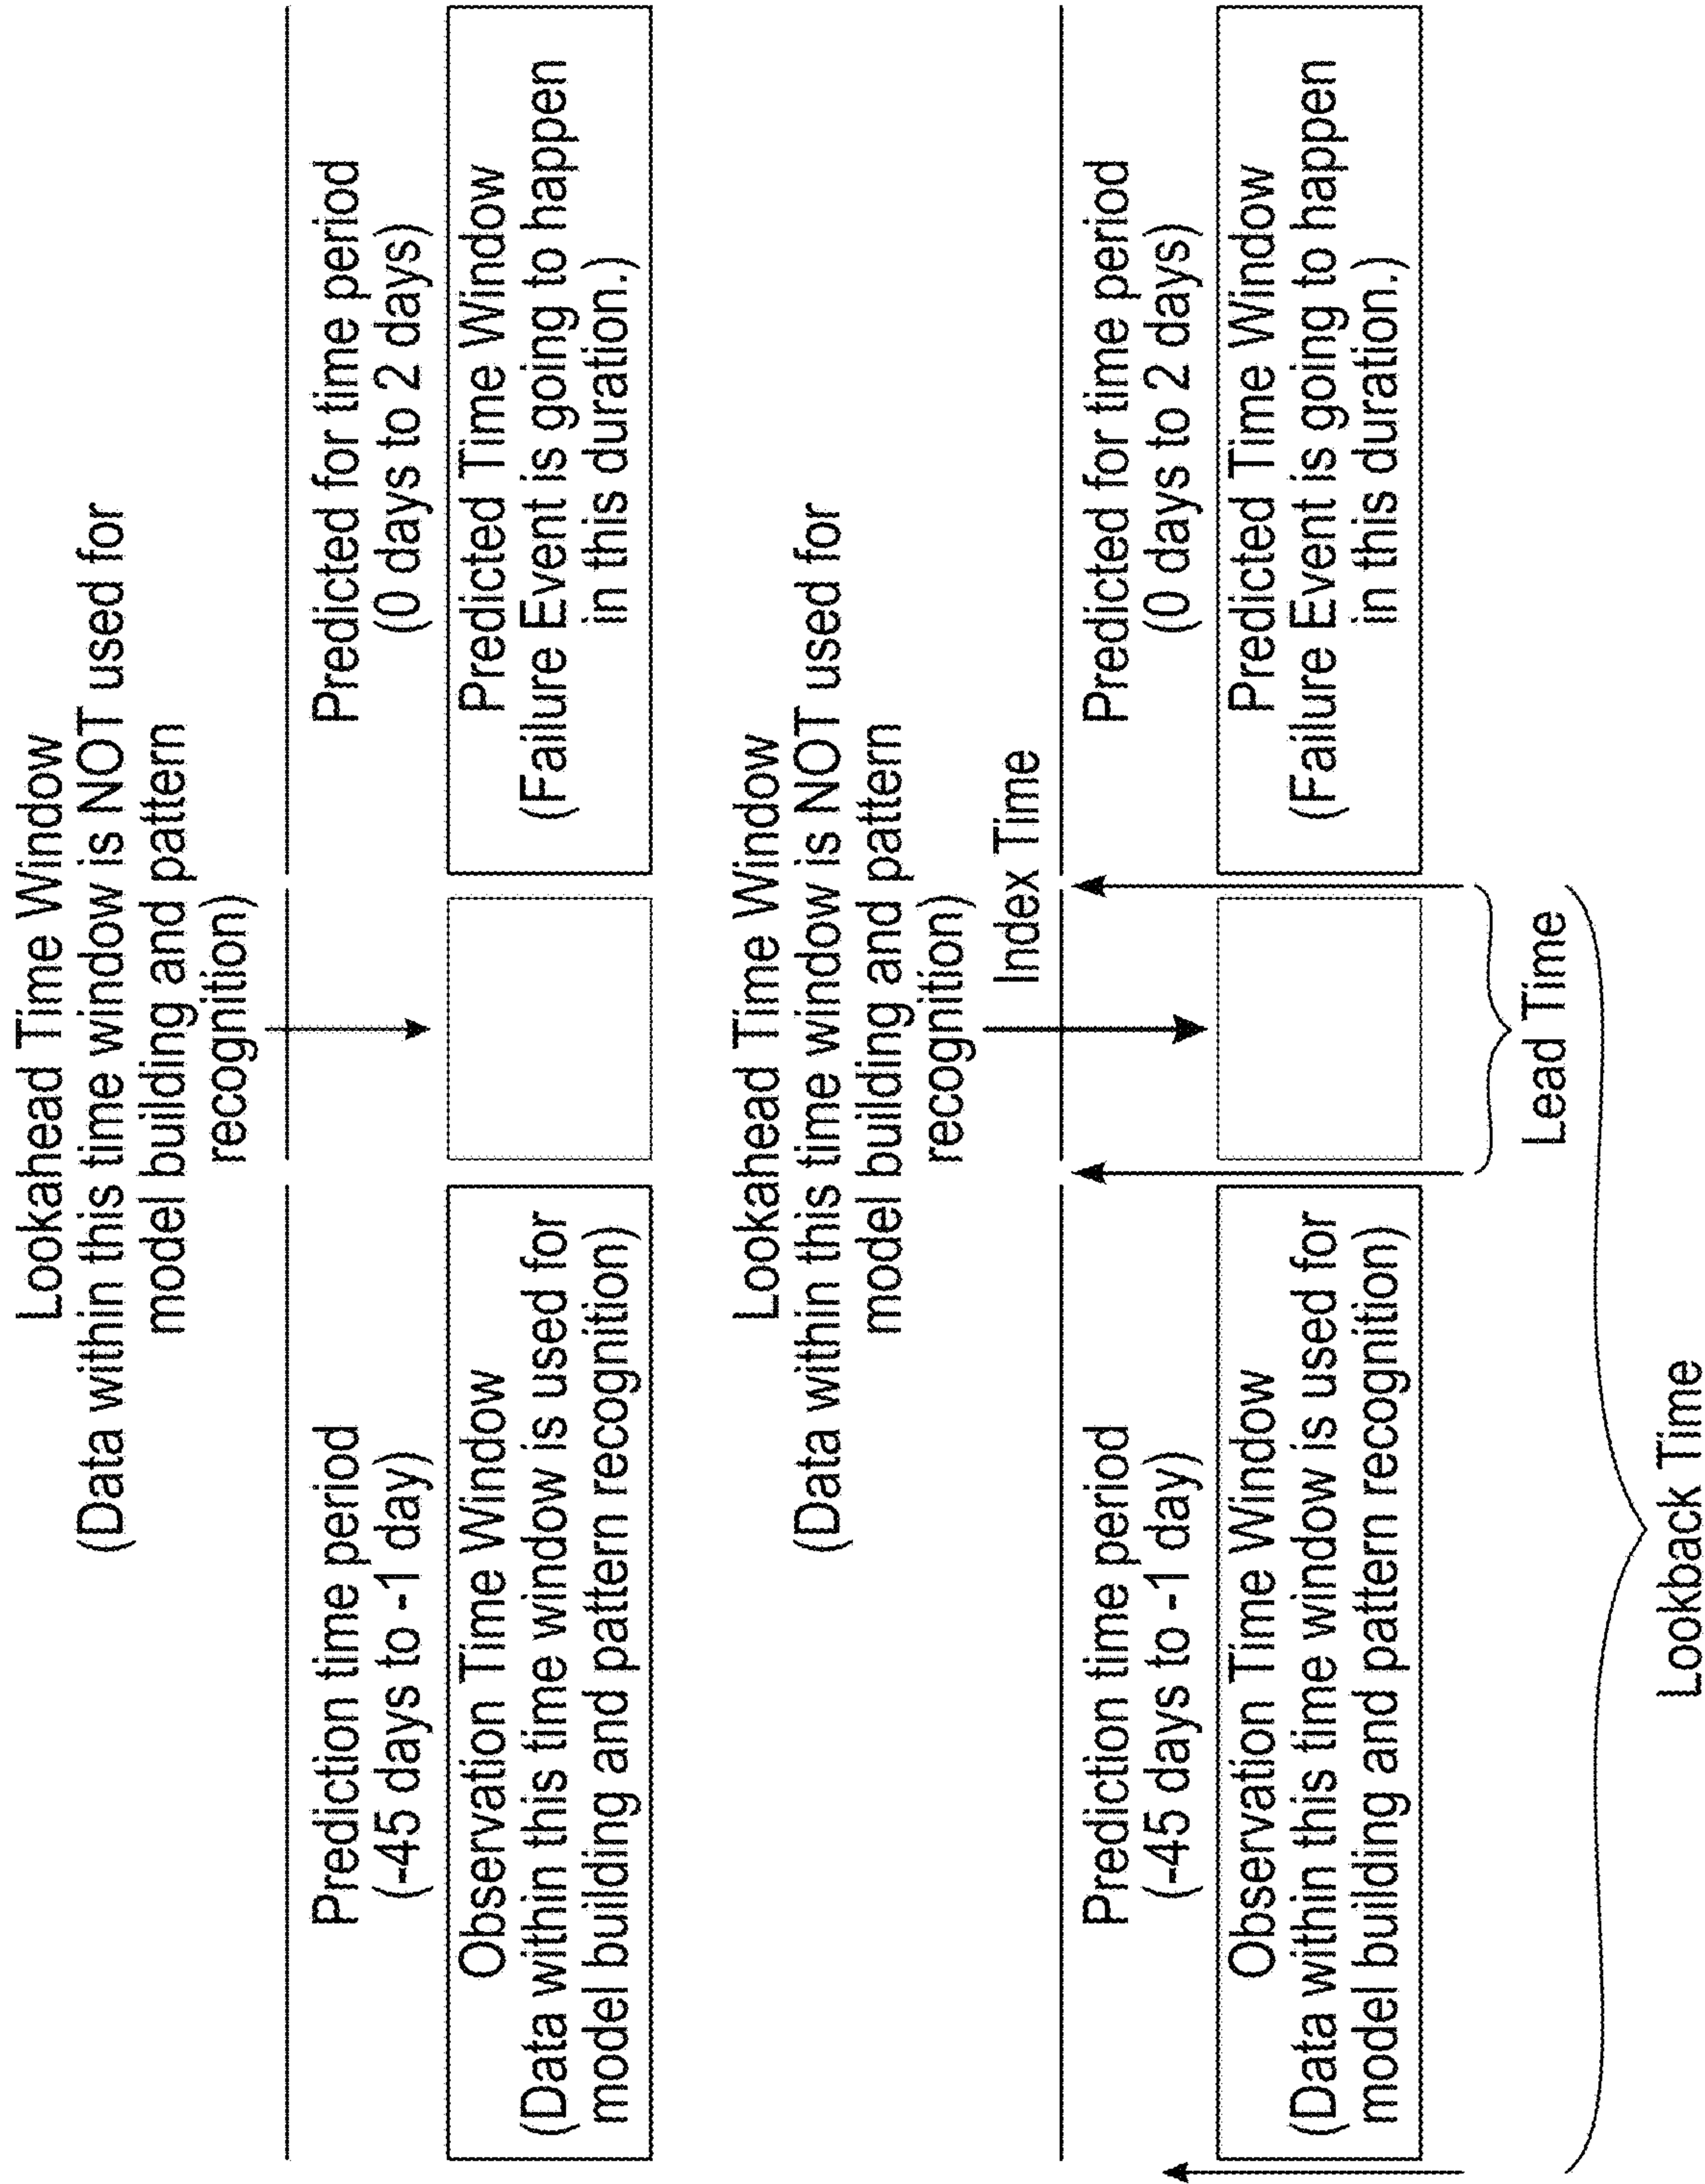 Lookahead Time Window
(Data within this time window is NOT used for
model building and pattern
recognition)
Prediction time period
(-45 days to -1 day)
Predicted for time period
(0 days to 2 days)
Observation Time Window
(Data within this time window is used for
model building and pattern recognition)
Predicted Time Window
(Failure Event is going to happen
in this duration.)
Lookahead Time Window
(Data within this time window is NOT used for
model building and pattern
recognition)
Index Time
Prediction time period
(-45 days to -1 day)
Predicted for time period
(0 days to 2 days)
Observation Time Window
(Data within this time window is used for
model building and pattern recognition)
Predicted Time Window
(Failure Event is going to happen
in this duration.)
Lead Time
Lookback Time